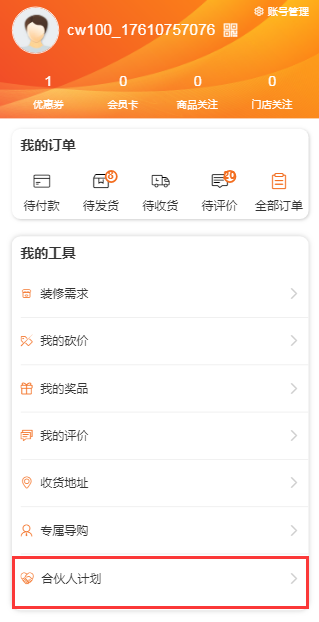 账号管理
cw100_17610757076
1 0 0 0
优惠券 会员卡 商品关注 门店关注
我的订单
8 20
待付款 待发货 待收货 待评价 全部订单
我的工具
装修需求
我的砍价
我的奖品
我的评价
收货地址
专属导购
合伙人计划